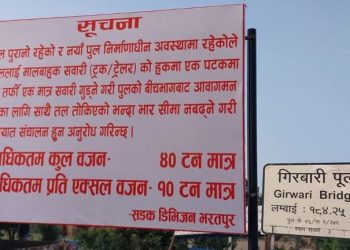 सूचना
पुल पुरानो रहेको र नयाँ पुल निर्माणाधीन अवस्थामा रहेकोले
मालबाहक सवारी (ट्रक/ट्रेलर) को हकमा एक पटकमा
तर्फी एक मात्र सवारी गुड्ने गरी पुलको बीचभागबाट आवागमन
का लागि साथै तल तोकिएको भन्दा भार सीमा नबढ्ने गरी
संचालन हुन अनुरोध गरिन्छ।
अधिकतम कुल वजन- ४० टन मात्र
अधिकतम प्रति एक्सल वजन- १० टन मात्र
-सडक डिभिजन भरतपुर
गिरबारी पूल
Girwari Bridge
लम्बाई : १८४.२५